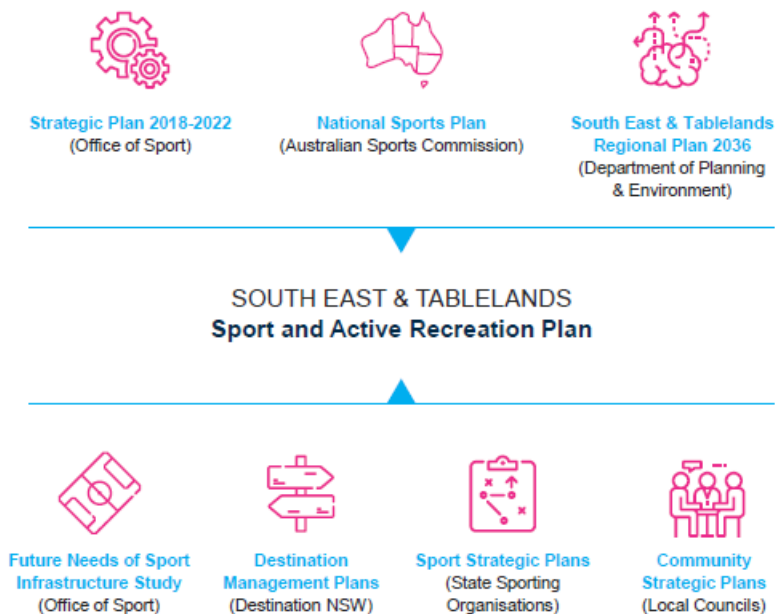 Strategic Plan 2018-2022
(Office of Sport)
National Sports Plan
(Australian Sports Commission)
South East & Tablelands
Regional Plan 2036
(Department of Planning
& Environment)
SOUTH EAST & TABLELANDS
Sport and Active Recreation Plan
Future Needs of Sport
Infrastructure Study
(Office of Sport)
Destination
Management Plans
(Destination NSW)
Sport Strategic Plans
(State Sporting
Organisations)
Community
Strategic Plans
(Local Councils)